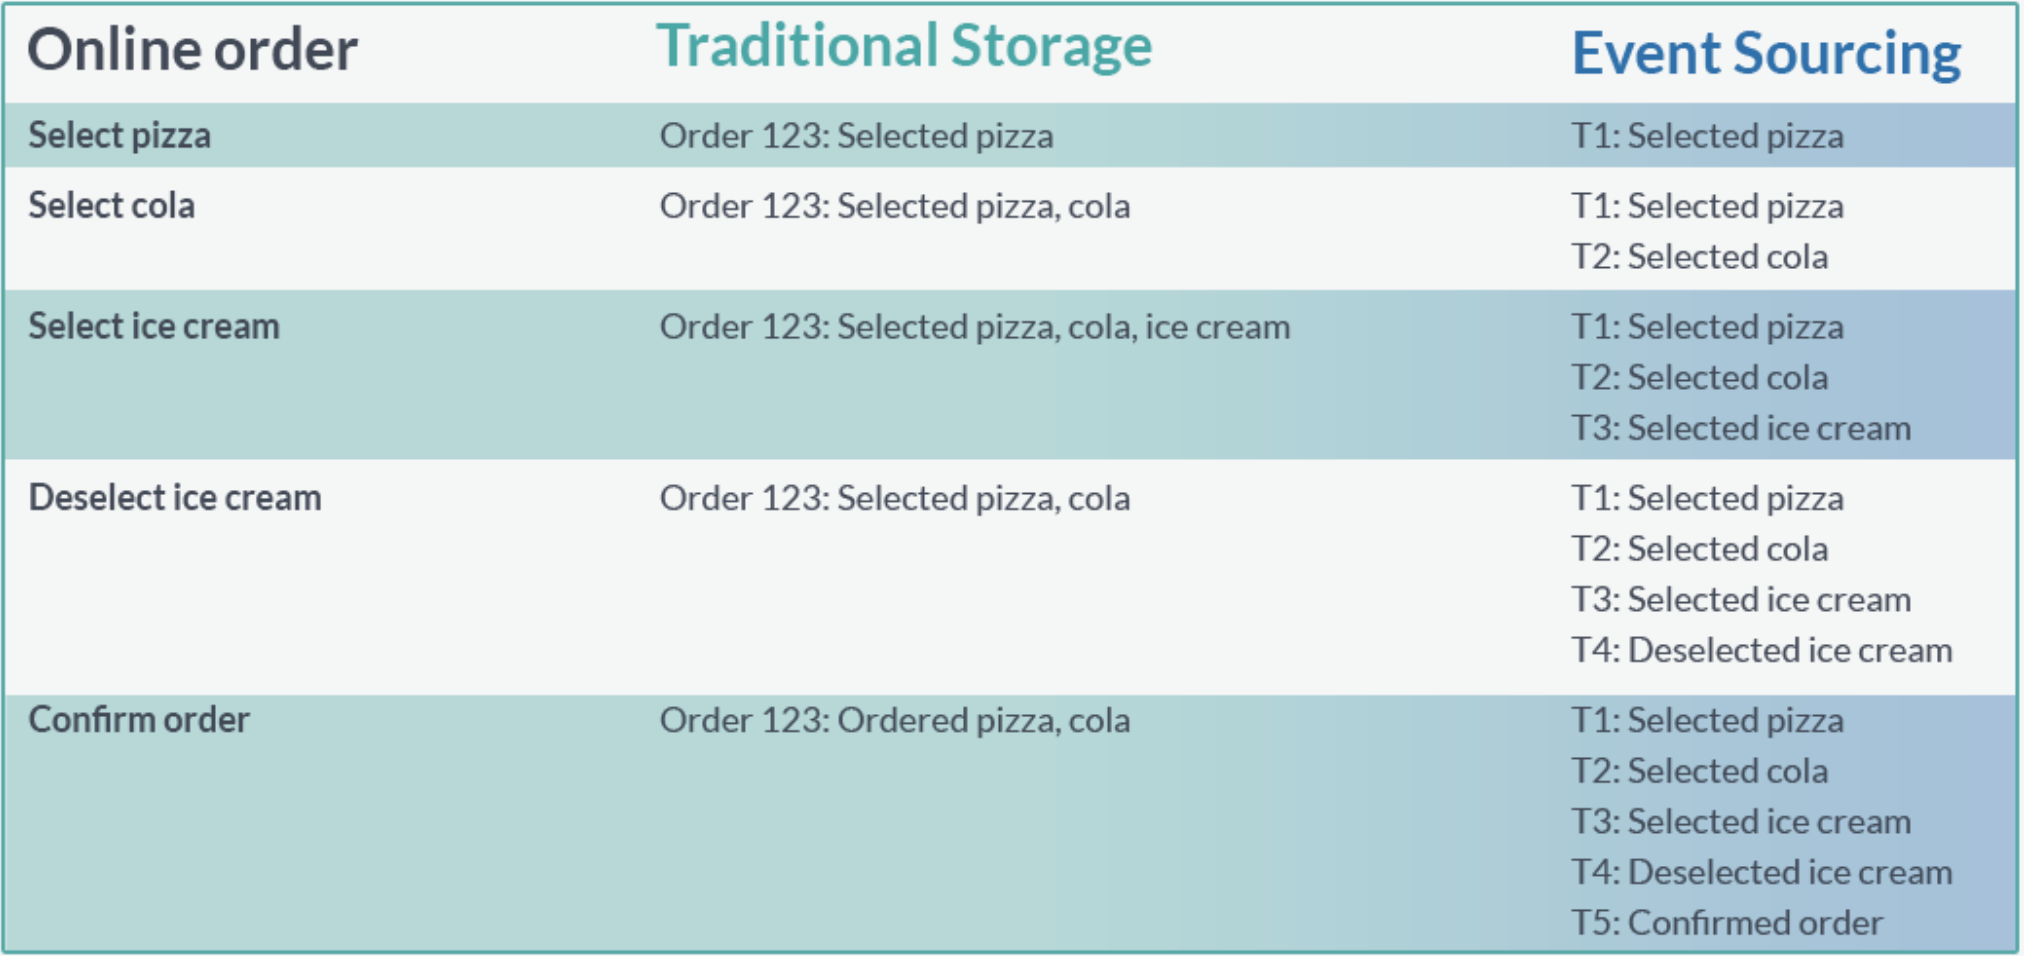 Online order Traditional Storage Event Sourcing
Select pizza Order 123: Selected pizza T1: Selected pizza
Select cola Order 123: Selected pizza, cola T1: Selected pizza
T2: Selected cola
Select ice cream Order 123: Selected pizza, cola, ice cream T1: Selected pizza
T2: Selected cola
T3: Selected ice cream
Deselect ice cream Order 123: Selected pizza, cola T1: Selected pizza
T2: Selected cola
T3: Selected ice cream
T4: Deselected ice cream
Confirm order Order 123: Ordered pizza, cola T1: Selected pizza
T2: Selected cola
T3: Selected ice cream
T4: Deselected ice cream
T5: Confirmed order